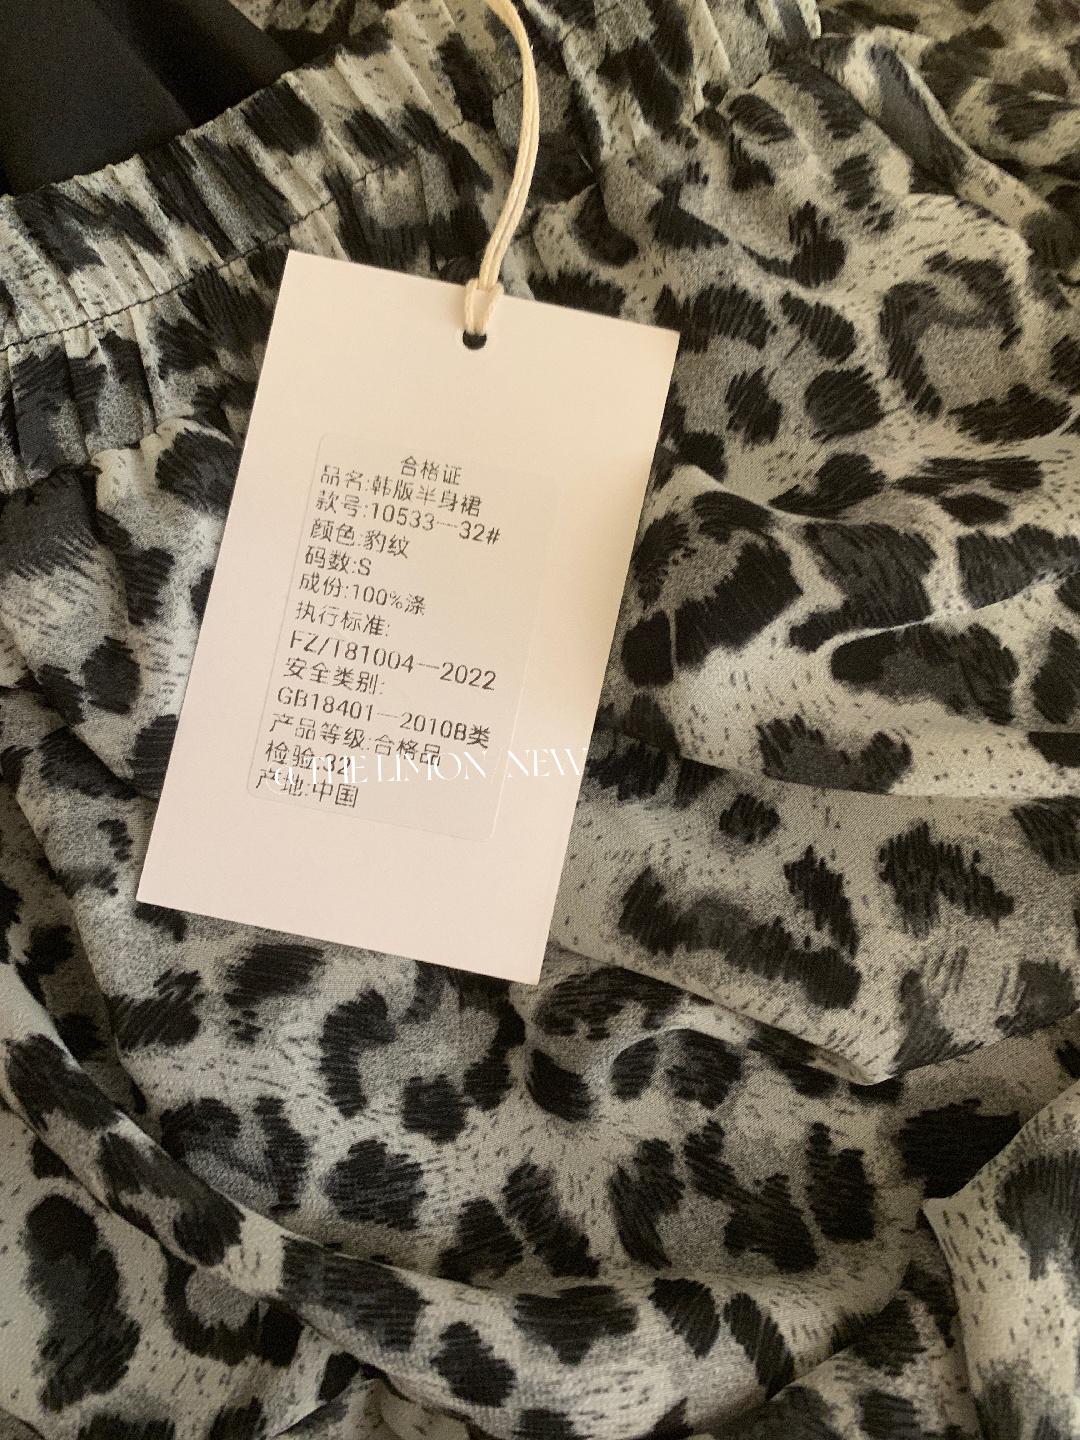 合格证
品名:韩版半身裙
款号:10533--32#
颜色:豹纹
码数:S
成份:100%涤
执行标准:
FZ/T81004--2022
安全类别:
GB18401--2010B类
产品等级:合格品
检验:32
产地:中国
@ THE LIMON NEW